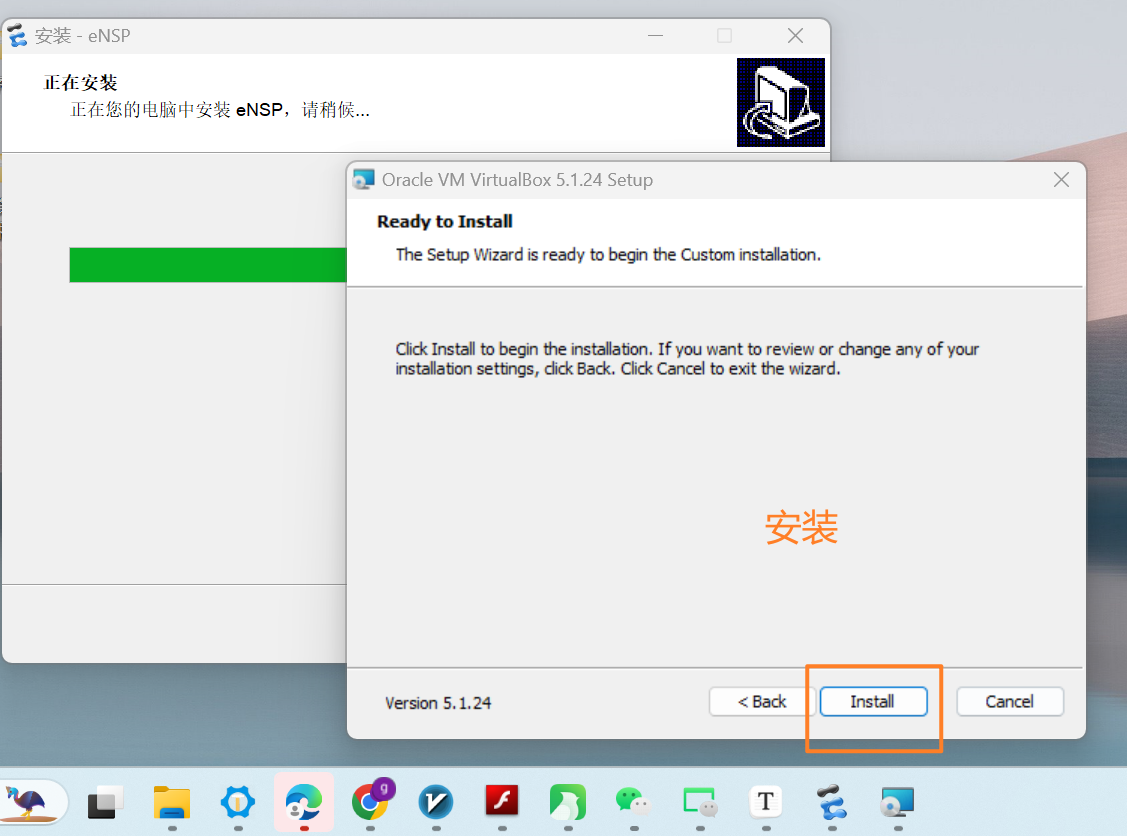 安装 - eNSP
正在安装
正在您的电脑中安装 eNSP，请稍候...
Oracle VM VirtualBox 5.1.24 Setup
Ready to Install
The Setup Wizard is ready to begin the Custom installation.
Click Install to begin the installation. If you want to review or change any of your
installation settings, click Back. Click Cancel to exit the wizard.
安装
Version 5.1.24
< Back
Install
Cancel
g
T